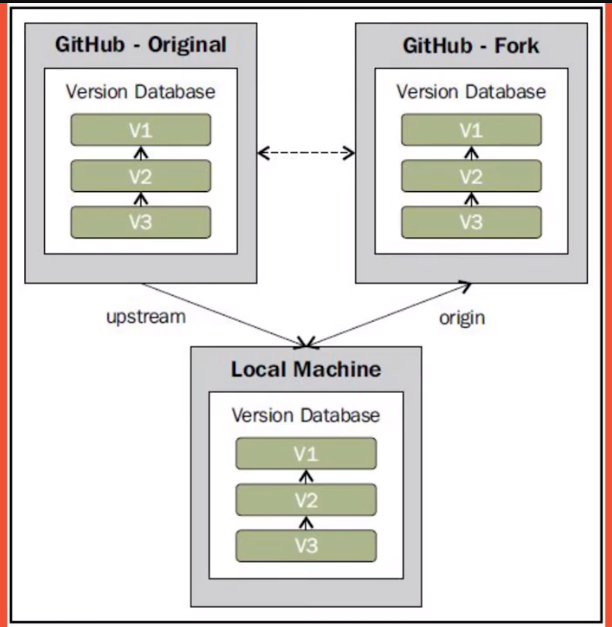 GitHub - Original
Version Database
V1
V2
V3
GitHub - Fork
Version Database
V1
V2
V3
upstream
origin
Local Machine
Version Database
V1
V2
V3